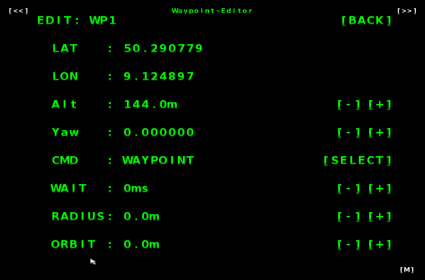 [<<] Waypoint-Editor [>>]
EDIT: WP1 [BACK]
LAT : 50.290779
LON : 9.124897
Alt : 144.0m [-] [+]
Yaw : 0.000000 [-] [+]
CMD : WAYPOINT [SELECT]
WAIT : 0ms [-] [+]
RADIUS: 0.0m [-] [+]
ORBIT : 0.0m [-] [+]
[M]